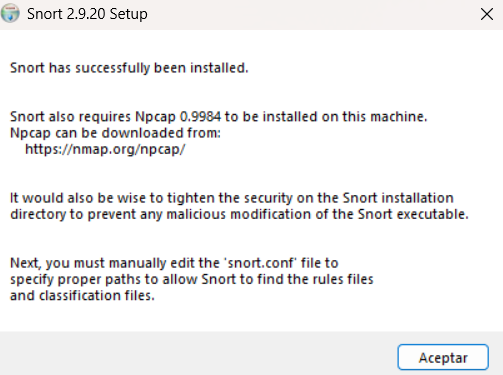 Snort 2.9.20 Setup
Snort has successfully been installed.
Snort also requires Npcap 0.9984 to be installed on this machine.
Npcap can be downloaded from:
https://nmap.org/npcap/
It would also be wise to tighten the security on the Snort installation
directory to prevent any malicious modification of the Snort executable.
Next, you must manually edit the 'snort.conf' file to
specify proper paths to allow Snort to find the rules files
and classification files.
Aceptar